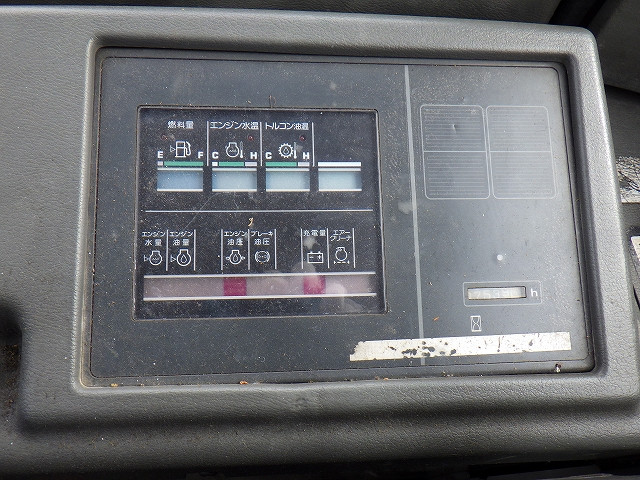 燃料量 エンジン水温 トルコン油温
E F C H C H
エンジン水量 エンジン油量 エンジン油圧 ブレーキ油圧 充電量 エアークリーナ
h